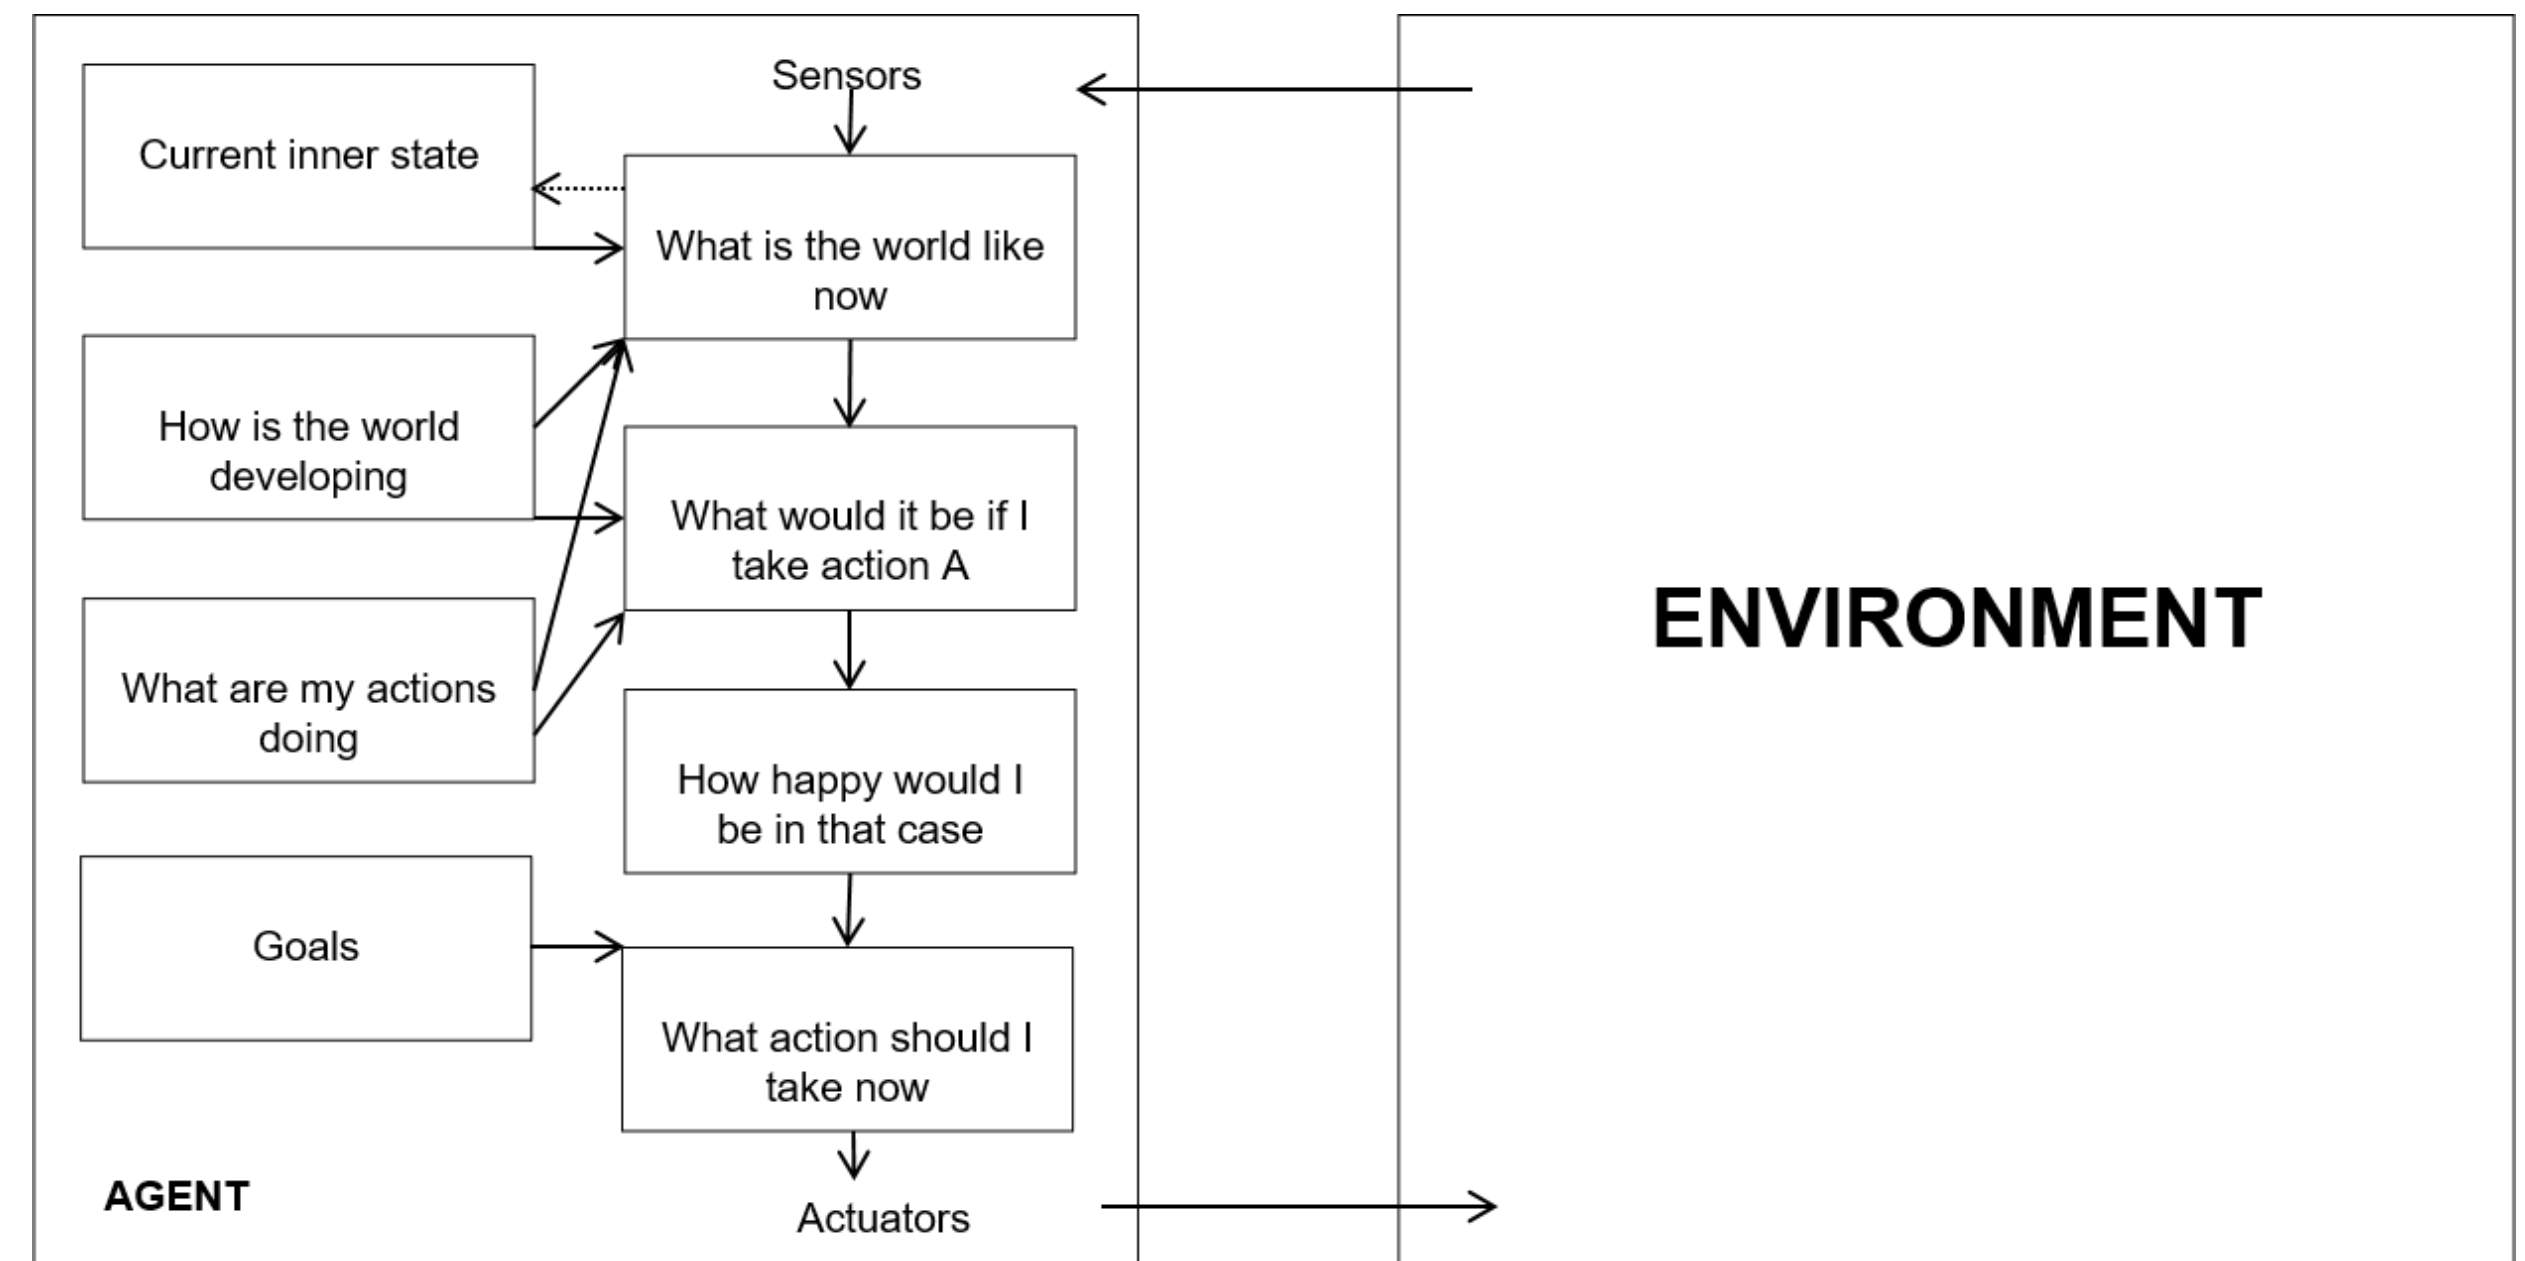 Sensors
Current inner state
What is the world like
now
How is the world
developing
What would it be if I
take action A
What are my actions
doing
How happy would I
be in that case
Goals
What action should I
take now
AGENT
Actuators
ENVIRONMENT